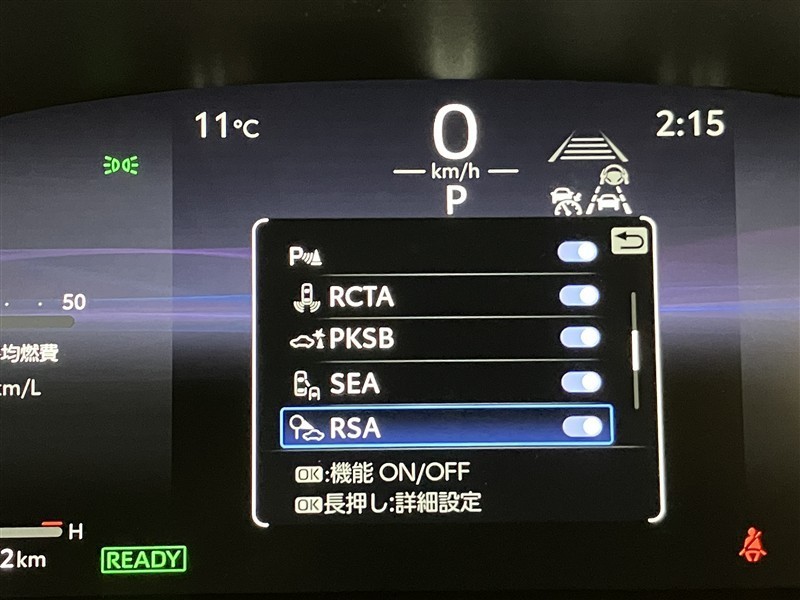 11°C
0
2:15
km/h
P
P
RCTA
50
PKSB
均燃費
km/L
SEA
RSA
OK:機能 ON/OFF
OK長押し:詳細設定
H
2km
READY